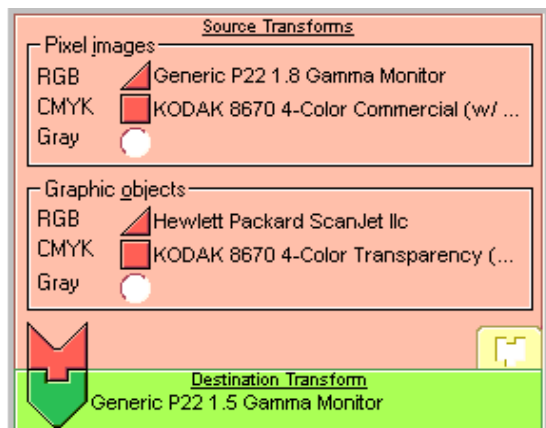 Source Transforms
Pixel images
RGB Generic P22 1.8 Gamma Monitor
CMYK KODAK 8670 4-Color Commercial (w/ ...
Gray
Graphic objects
RGB Hewlett Packard ScanJet IIc
CMYK KODAK 8670 4-Color Transparency (...
Gray
Destination Transform
Generic P22 1.5 Gamma Monitor